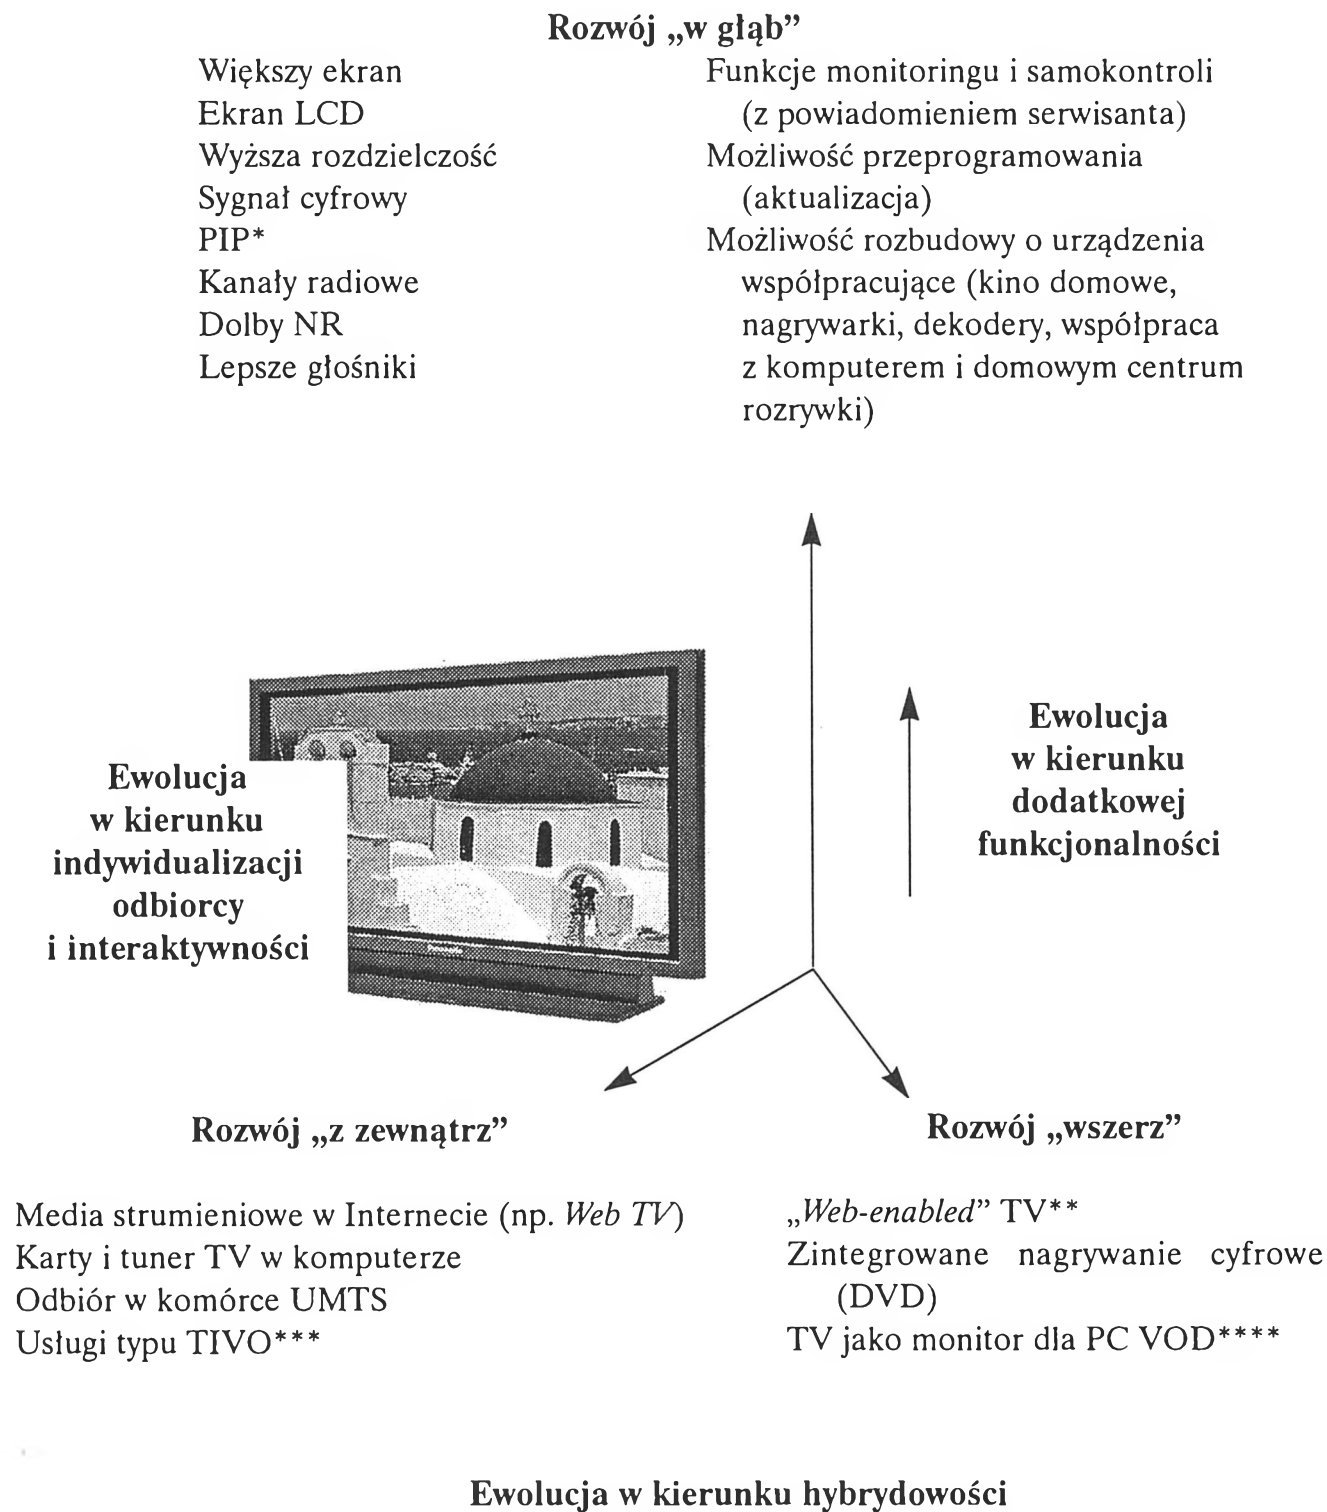 Rozwój „w głąb”
Większy ekran
Ekran LCD
Wyższa rozdzielczość
Sygnał cyfrowy
PIP*
Kanały radiowe
Dolby NR
Lepsze głośniki
Funkcje monitoringu i samokontroli
(z powiadomieniem serwisanta)
Możliwość przeprogramowania
(aktualizacja)
Możliwość rozbudowy o urządzenia
współpracujące (kino domowe,
nagrywarki, dekodery, współpraca
z komputerem i domowym centrum
rozrywki)
Ewolucja
w kierunku
dodatkowej
funkcjonalności
Ewolucja
w kierunku
indywidualizacji
odbiorcy
i interaktywności
Rozwój „z zewnątrz”
Media strumieniowe w Internecie (np. Web TV)
Karty i tuner TV w komputerze
Odbiór w komórce UMTS
Usługi typu TIVO***
Rozwój „wszerz”
„Web-enabled” TV**
Zintegrowane nagrywanie cyfrowe
(DVD)
TV jako monitor dla PC VOD****
Ewolucja w kierunku hybrydowości